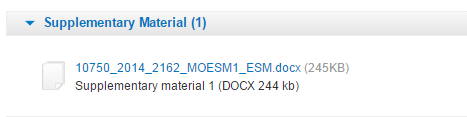 Supplementary Material (1)
10750_2014_2162_MOESM1_ESM.docx (245KB)
Supplementary material 1 (DOCX 244 kb)